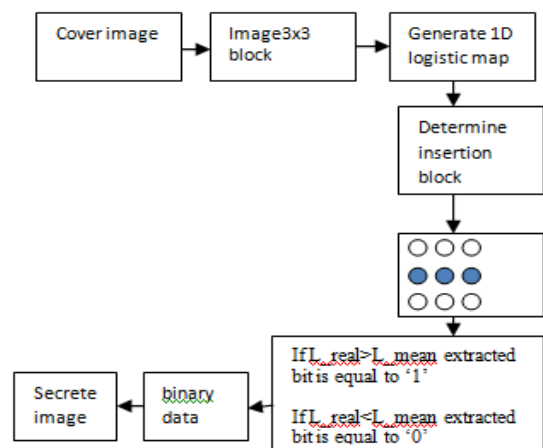 Cover image
Image3x3
block
Generate 1D
logistic map
Determine
insertion
block
If L_real>L_mean extracted
bit is equal to ‘1’
If L_real<L_mean extracted
bit is equal to ‘0’
binary
data
Secrete
image